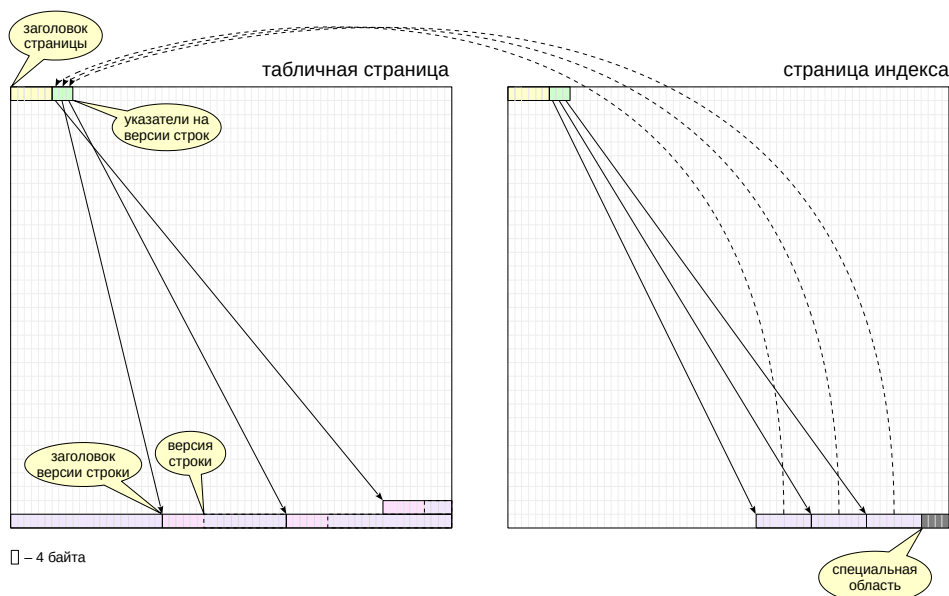 заголовок
страницы
табличная страница
страница индекса
указатели на
версии строк
заголовок
версии строки
версия
строки
– 4 байта
специальная
область